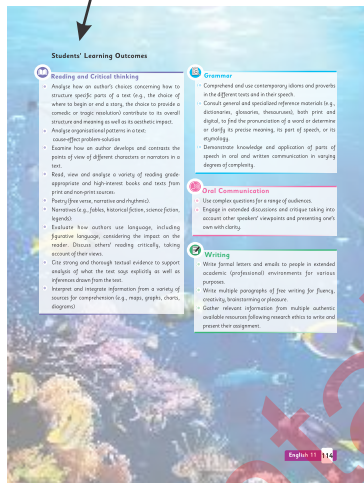 Students' Learning Outcomes
Reading and Critical thinking
Analyse how an author's choices concerning how to
structure specific parts of a text (e.g., the choice of
where to begin or end a story, the choice to provide a
comedic or tragic resolution) contribute to its overall
structure and meaning as well as its aesthetic impact.
Analyse organisational patterns in a text:
cause-effect problem-solution
Examine how an author develops and contrasts the
points of view of different characters or narrators in a
text.
Read, view and analyse a variety of reading grade-
appropriate and high-interest books and texts from
print and non-print sources.
Poetry (free verse, narrative and rhythmic).
Narratives (e.g., fables, historical fiction, science fiction,
legends).
Evaluate how authors use language, including
figurative language, considering the impact on the
reader. Discuss others' reading critically, taking
account of their views.
Cite strong and thorough textual evidence to support
analysis of what the text says explicitly as well as
inferences drawn from the text.
Interpret and integrate information from a variety of
sources for comprehension (e.g., maps, graphs, charts,
diagrams)
Grammar
Comprehend and use contemporary idioms and proverbs
in the different texts and in their speech
Consult general and specialized reference materials (e.g.,
dictionaries, glossaries, thesauruses), both print and
digital, to find the pronunciation of a word or determine
or clarify its precise meaning, its part of speech, or its
etymology.
Demonstrate knowledge and application of parts of
speech in oral and written communication in varying
degrees of complexity.
Oral Communication
Use complex questions for a range of audiences.
Engage in extended discussions and critique taking into
account other speakers' viewpoints and presenting one's
own with clarity.
Writing
Write formal letters and emails to people in extended
academic (professional) environments for various
purposes.
Write multiple paragraphs of free writing for fluency,
creativity, brainstorming or pleasure.
Gather relevant information from multiple authentic
available resources following research ethics to write and
present their assignment.
English 11 114